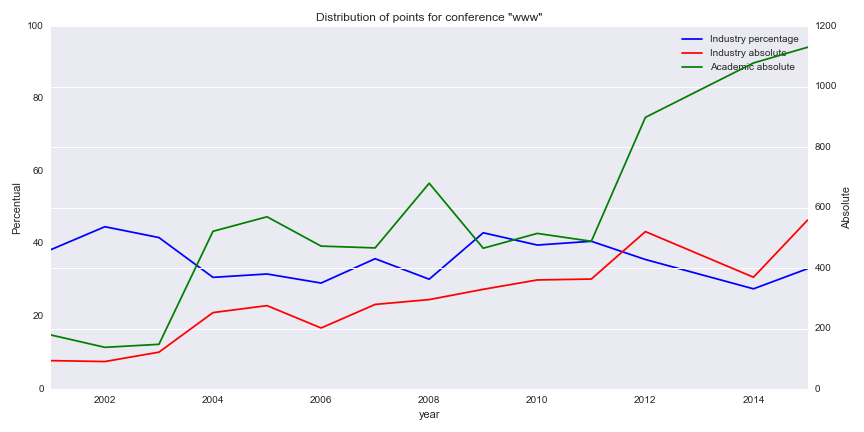 Distribution of points for conference "www"
100
80
60
40
20
0
Percentual
1200
1000
800
600
400
200
0
Absolute
Industry percentage
Industry absolute
Academic absolute
2002
2004
2006
2008
2010
2012
2014
year